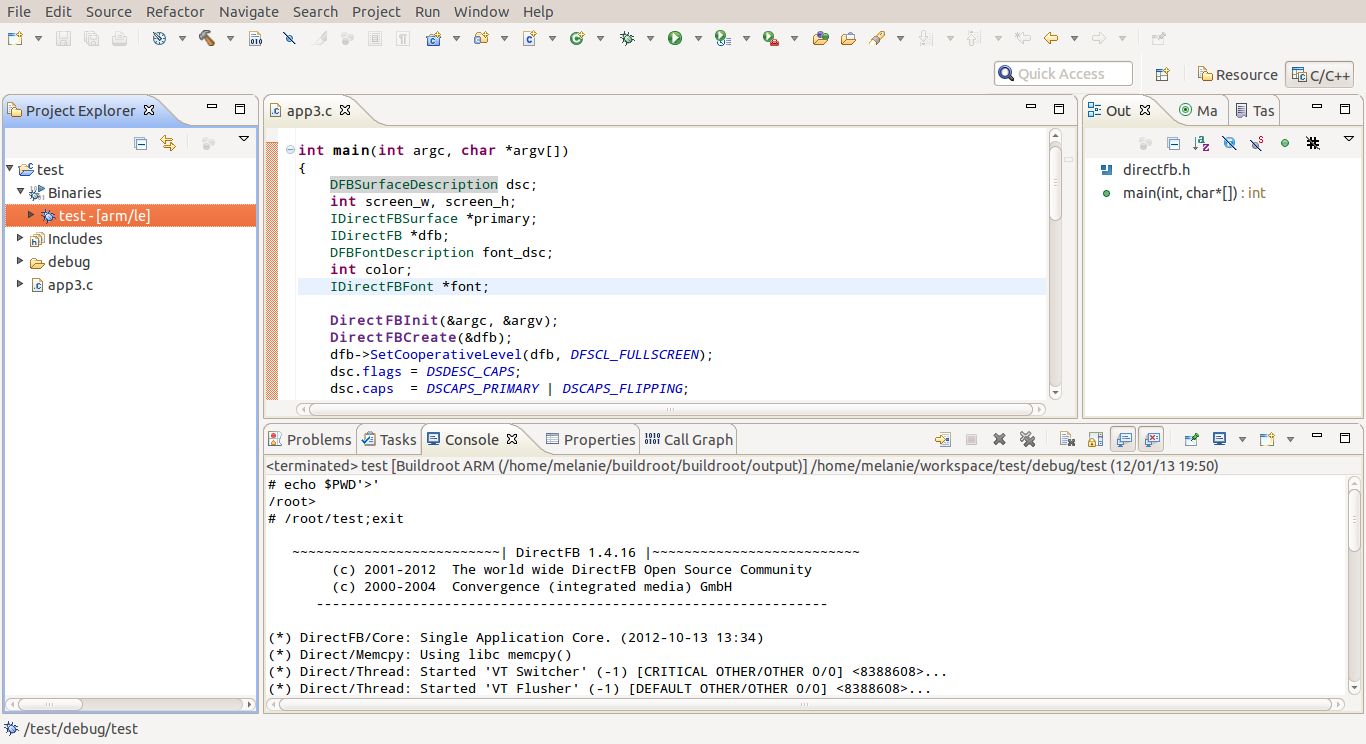 File Edit Source Refactor Navigate Search Project Run Window Help
Quick Access
Resource
C/C++
Project Explorer
test
Binaries
test - [arm/le]
Includes
debug
app3.c
app3.c
int main(int argc, char *argv[])
{
DFBSurfaceDescription dsc;
int screen_w, screen_h;
IDirectFBSurface *primary;
IDirectFB *dfb;
DFBFontDescription font_dsc;
int color;
IDirectFBFont *font;
DirectFBInit(&argc, &argv);
DirectFBCreate(&dfb);
dfb->SetCooperativeLevel(dfb, DFSCL_FULLSCREEN);
dsc.flags = DSDESC_CAPS;
dsc.caps  = DSCAPS_PRIMARY | DSCAPS_FLIPPING;
Out Ma Tas
directfb.h
main(int, char*[]) : int
Problems Tasks Console Properties Call Graph
<terminated> test [Buildroot ARM (/home/melanie/buildroot/buildroot/output)] /home/melanie/workspace/test/debug/test (12/01/13 19:50)
# echo $PWD'>'
/root>
# /root/test;exit
~~~~~~~~~~~~~~~~~~~~~~~~~~| DirectFB 1.4.16 |~~~~~~~~~~~~~~~~~~~~~~~~~~
(c) 2001-2012  The world wide DirectFB Open Source Community
(c) 2000-2004  Convergence (integrated media) GmbH
----------------------------------------------------------------
(*) DirectFB/Core: Single Application Core. (2012-10-13 13:34)
(*) Direct/Memcpy: Using libc memcpy()
(*) Direct/Thread: Started 'VT Switcher' (-1) [CRITICAL OTHER/OTHER 0/0] <8388608>...
(*) Direct/Thread: Started 'VT Flusher' (-1) [DEFAULT OTHER/OTHER 0/0] <8388608>...
/test/debug/test